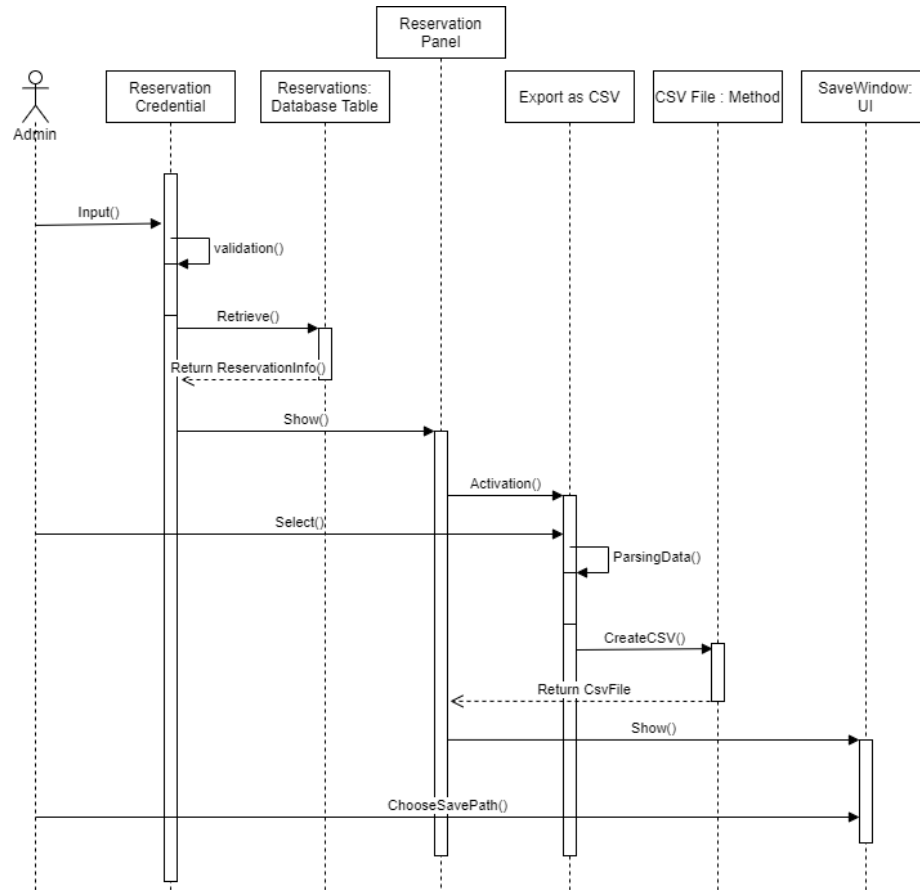 Reservation
Panel
Reservation
Credential
Reservations:
Database Table
Export as CSV
CSV File : Method
SaveWindow:
UI
Admin
Input()
validation()
Retrieve()
Return ReservationInfo()
Show()
Activation()
Select()
ParsingData()
CreateCSV()
Return CsvFile
Show()
ChooseSavePath()